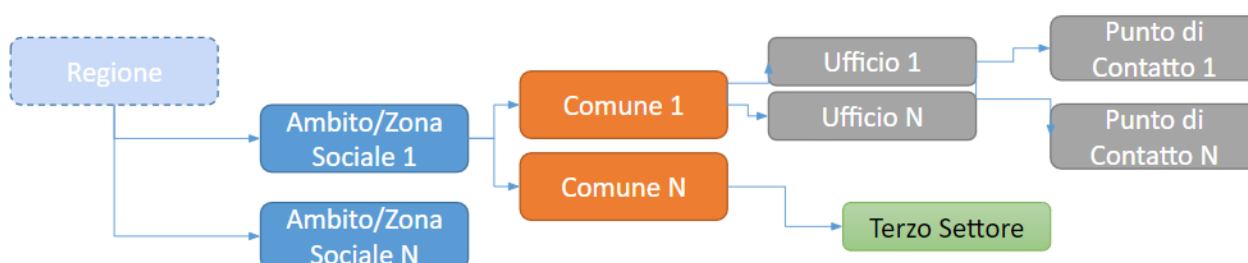 Regione
Ambito/Zona
Sociale 1
Ambito/Zona
Sociale N
Comune 1
Comune N
Ufficio 1
Ufficio N
Punto di
Contatto 1
Punto di
Contatto N
Terzo Settore